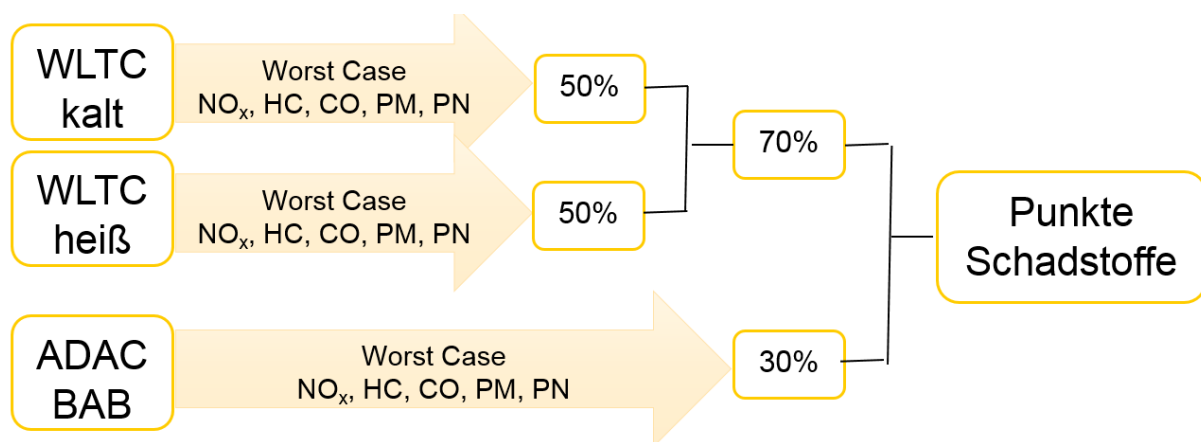 WLTC
kalt
Worst Case
NOx, HC, CO, PM, PN
50%
70%
WLTC
heiß
Worst Case
NOx, HC, CO, PM, PN
50%
Punkte
Schadstoffe
ADAC
BAB
Worst Case
NOx, HC, CO, PM, PN
30%